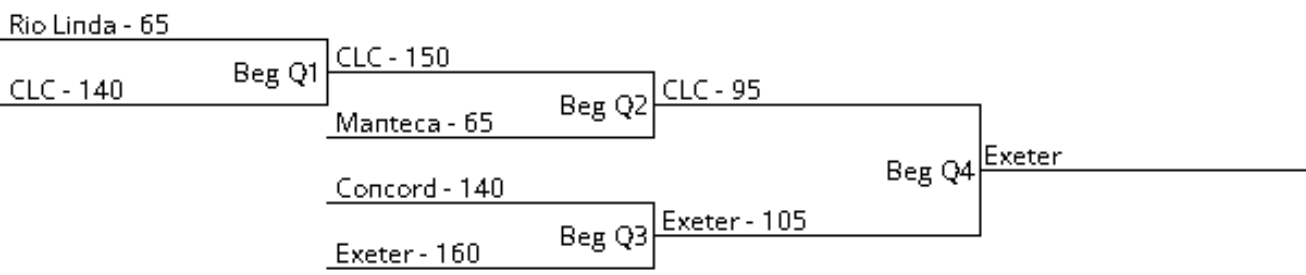 Rio Linda - 65
Beg Q1
CLC - 140
CLC - 150
Beg Q2
Manteca - 65
CLC - 95
Beg Q4
Exeter
Concord - 140
Beg Q3
Exeter - 160
Exeter - 105